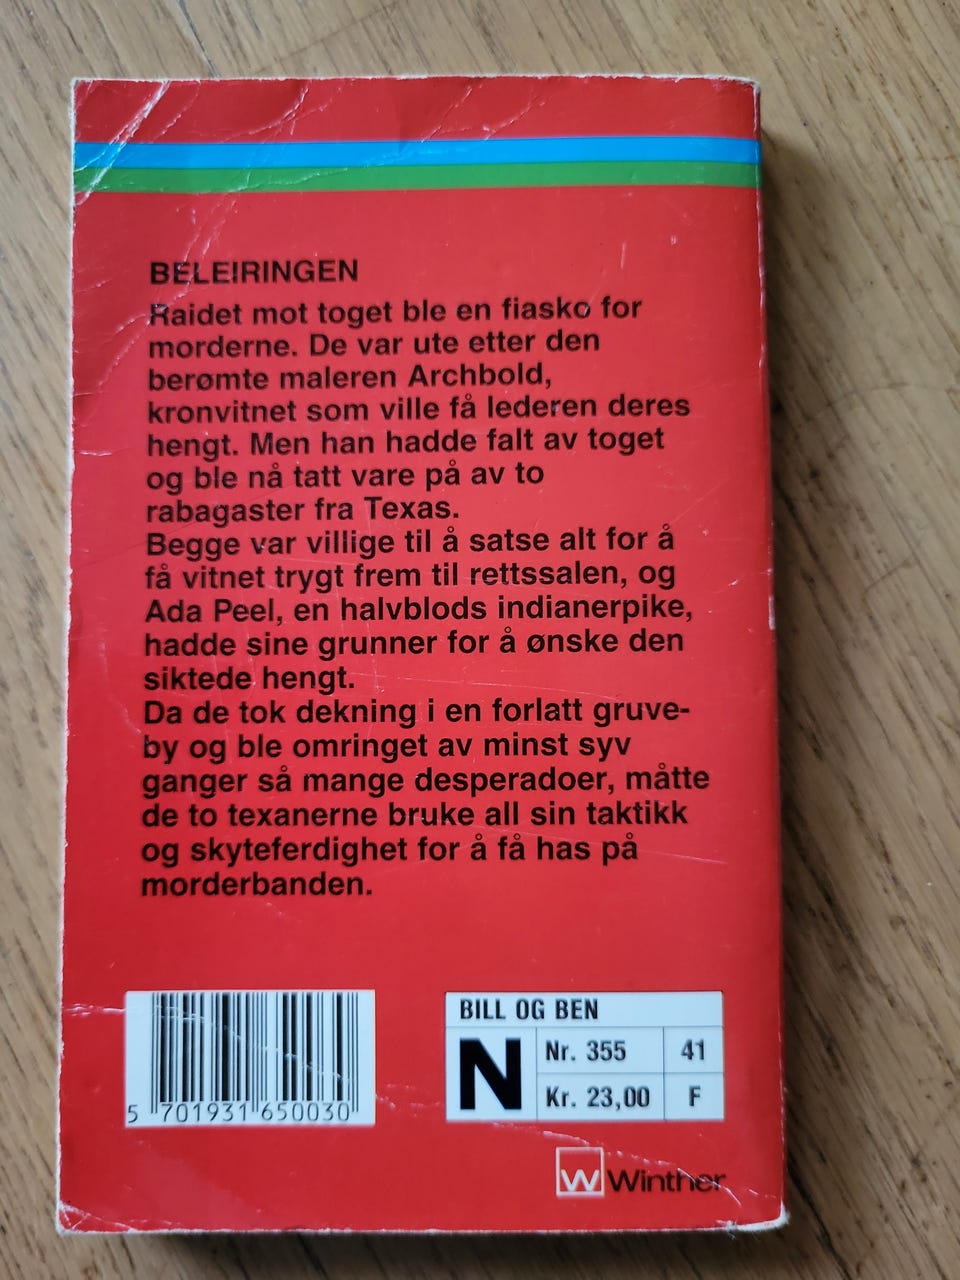 BELEIRINGEN
Raidet mot toget ble en fiasko for
morderne. De var ute etter den
berømte maleren Archbold,
kronvitnet som ville få lederen deres
hengt. Men han hadde falt av toget
og ble nå tatt vare på av to
rabagaster fra Texas.
Begge var villige til å satse alt for å
få vitnet trygt frem til rettssalen, og
Ada Peel, en halvblods indianerpike,
hadde sine grunner for å ønske den
siktede hengt.
Da de tok dekning i en forlatt gruve-
by og ble omringet av minst syv
ganger så mange desperadoer, måtte
de to texanerne bruke all sin taktikk
og skyteferdighet for å få has på
morderbanden.
5 701931 650030
BILL OG BEN
N
Nr. 355 41
Kr. 23,00 F
W Winther